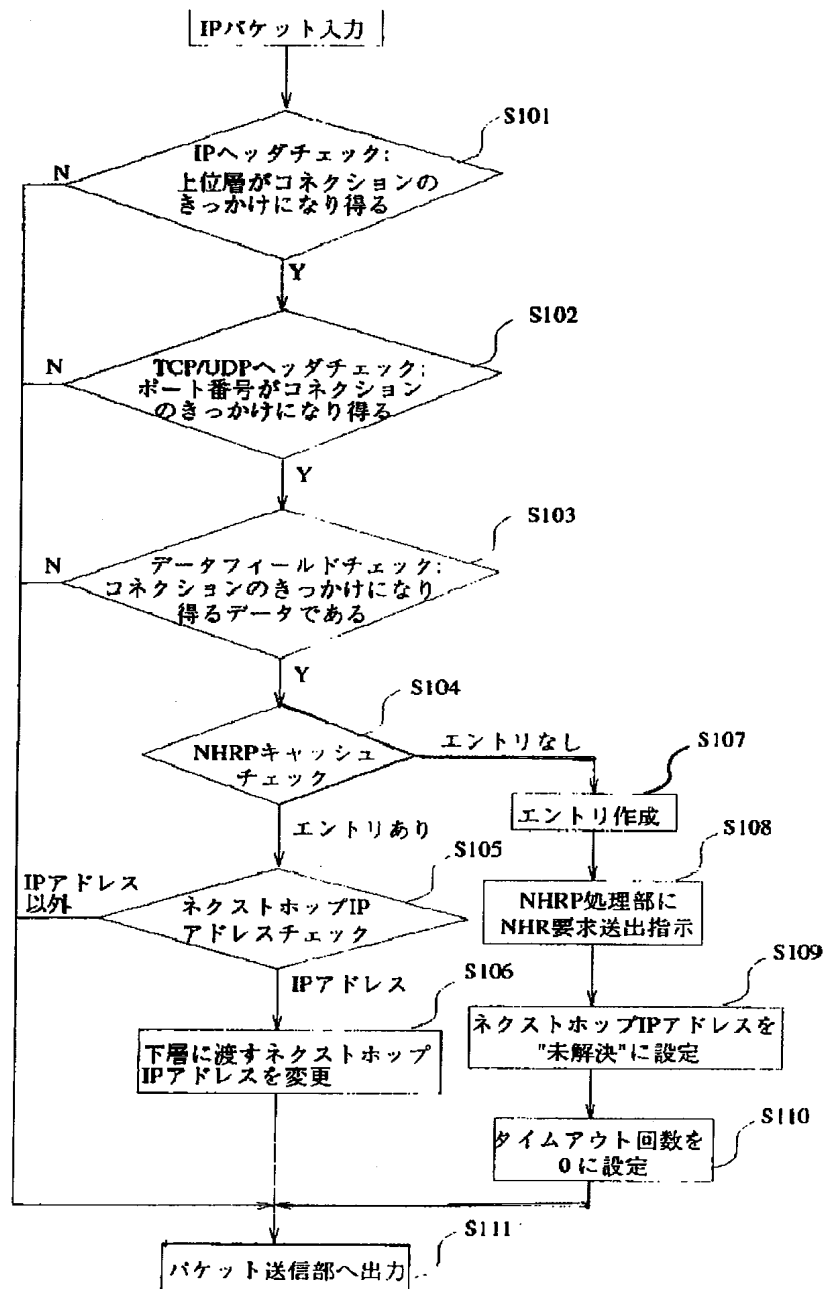 IPパケット入力
S101
N
IPヘッダチェック:
上位層がコネクションの
きっかけになり得る
Y
S102
N
TCP/UDPヘッダチェック;
ポート番号がコネクション
のきっかけになり得る
Y
S103
N
データフィールドチェック;
コネクションのきっかけになり
得るデータである
Y
S104
NHRPキャッシュ
チェック
エントリなし
S107
エントリ作成
エントリあり
S108
S105
IPアドレス
以外
ネクストホップIP
アドレスチェック
NHRP処理部に
NHR要求送出指示
IPアドレス
S106
S109
下層に渡すネクストホップ
IPアドレスを変更
ネクストホップIPアドレスを
"未解決"に設定
S110
タイムアウト回数を
0に設定
S111
パケット送信部へ出力